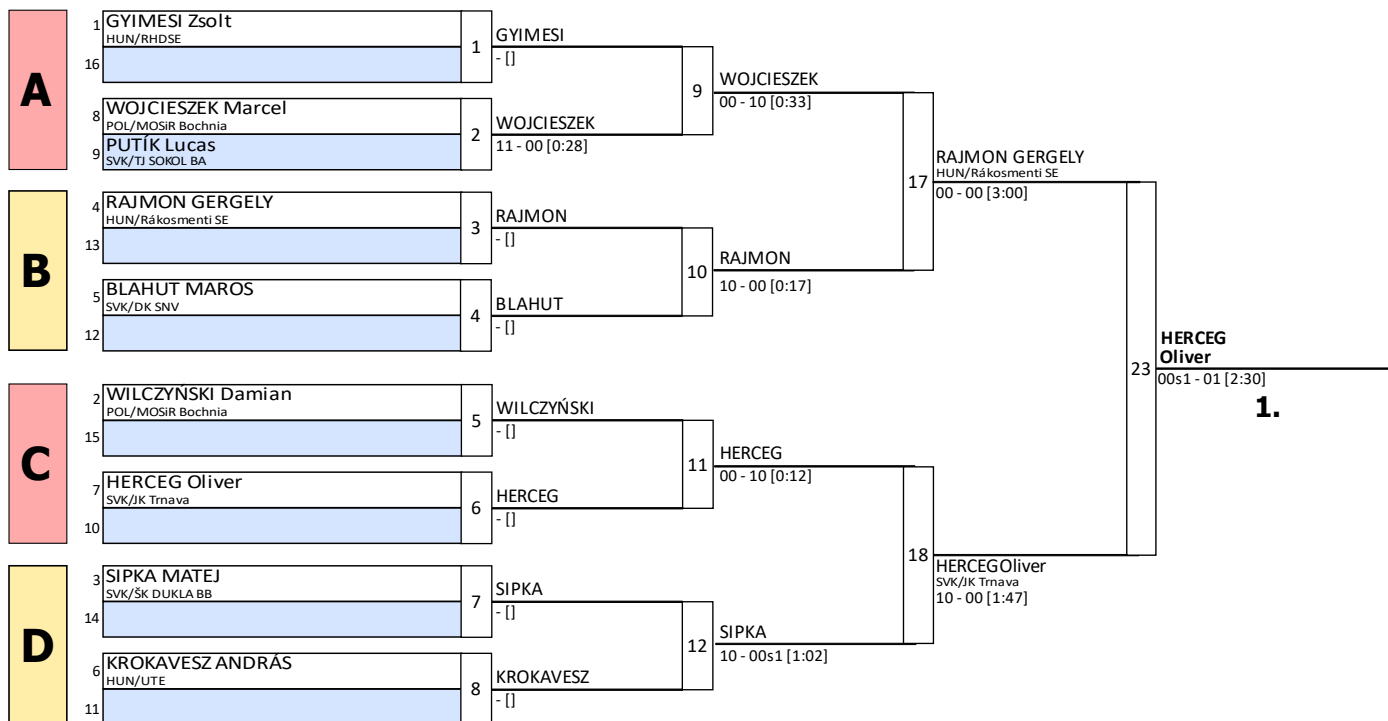 A
1 GYIMESI Zsolt
HUN/RHDSE
16
1
GYIMESI
- []
8 WOJCIESZEK Marcel
POL/MOSiR Bochnia
9 PUTÍK Lucas
SVK/TJ SOKOL BA
2
WOJCIESZEK
11 - 00 [0:28]
9
WOJCIESZEK
00 - 10 [0:33]
B
4 RAJMON GERGELY
HUN/Rákosmenti SE
13
3
RAJMON
- []
5 BLAHUT MAROS
SVK/DK SNV
12
4
BLAHUT
- []
10
RAJMON
10 - 00 [0:17]
17
RAJMON GERGELY
HUN/Rákosmenti SE
00 - 00 [3:00]
C
2 WILCZYŃSKI Damian
POL/MOSiR Bochnia
15
5
WILCZYŃSKI
- []
7 HERCEG Oliver
SVK/JK Trnava
10
6
HERCEG
- []
11
HERCEG
00 - 10 [0:12]
D
3 SIPKA MATEJ
SVK/ŠK DUKLA BB
14
7
SIPKA
- []
6 KROKAVESZ ANDRÁS
HUN/UTE
11
8
KROKAVESZ
- []
12
SIPKA
10 - 00s1 [1:02]
18
HERCEGOliver
SVK/JK Trnava
10 - 00 [1:47]
23
HERCEG
Oliver
00s1 - 01 [2:30]
1.